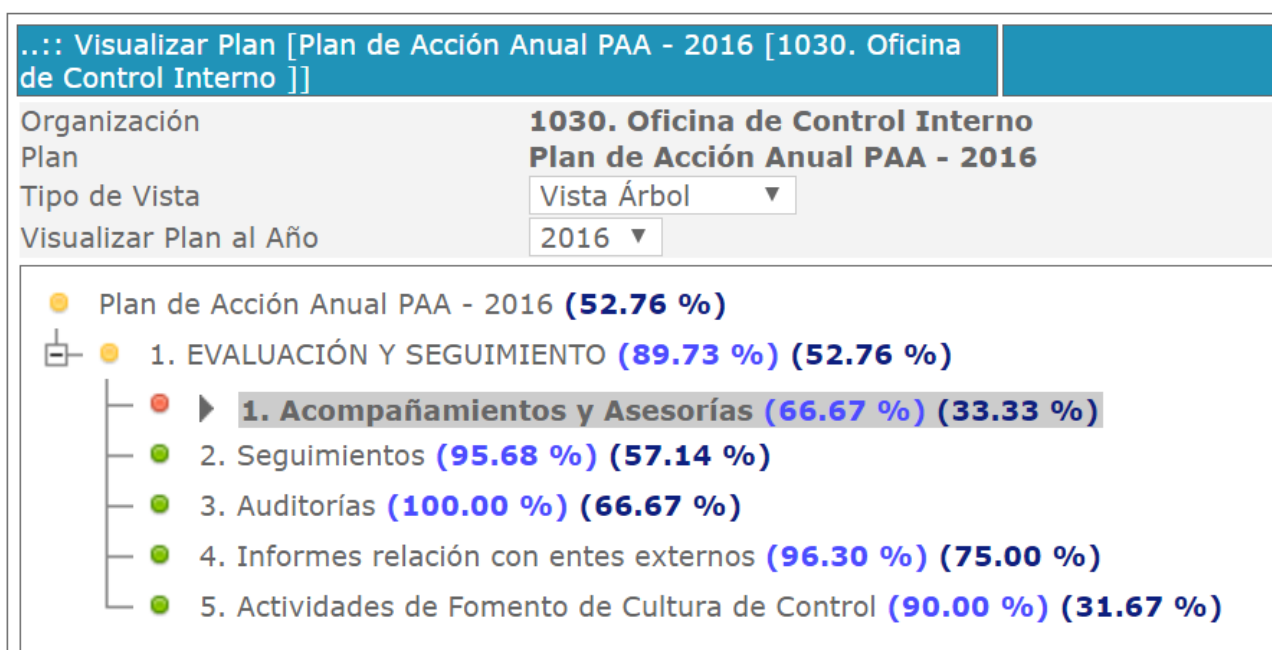 ..:: Visualizar Plan [Plan de Acción Anual PAA - 2016 [1030. Oficina
de Control Interno ]]
Organización 1030. Oficina de Control Interno
Plan Plan de Acción Anual PAA - 2016
Tipo de Vista Vista Árbol
Visualizar Plan al Año 2016
Plan de Acción Anual PAA - 2016 (52.76 %)
1. EVALUACIÓN Y SEGUIMIENTO (89.73 %) (52.76 %)
1. Acompañamientos y Asesorías (66.67 %) (33.33 %)
2. Seguimientos (95.68 %) (57.14 %)
3. Auditorías (100.00 %) (66.67 %)
4. Informes relación con entes externos (96.30 %) (75.00 %)
5. Actividades de Fomento de Cultura de Control (90.00 %) (31.67 %)